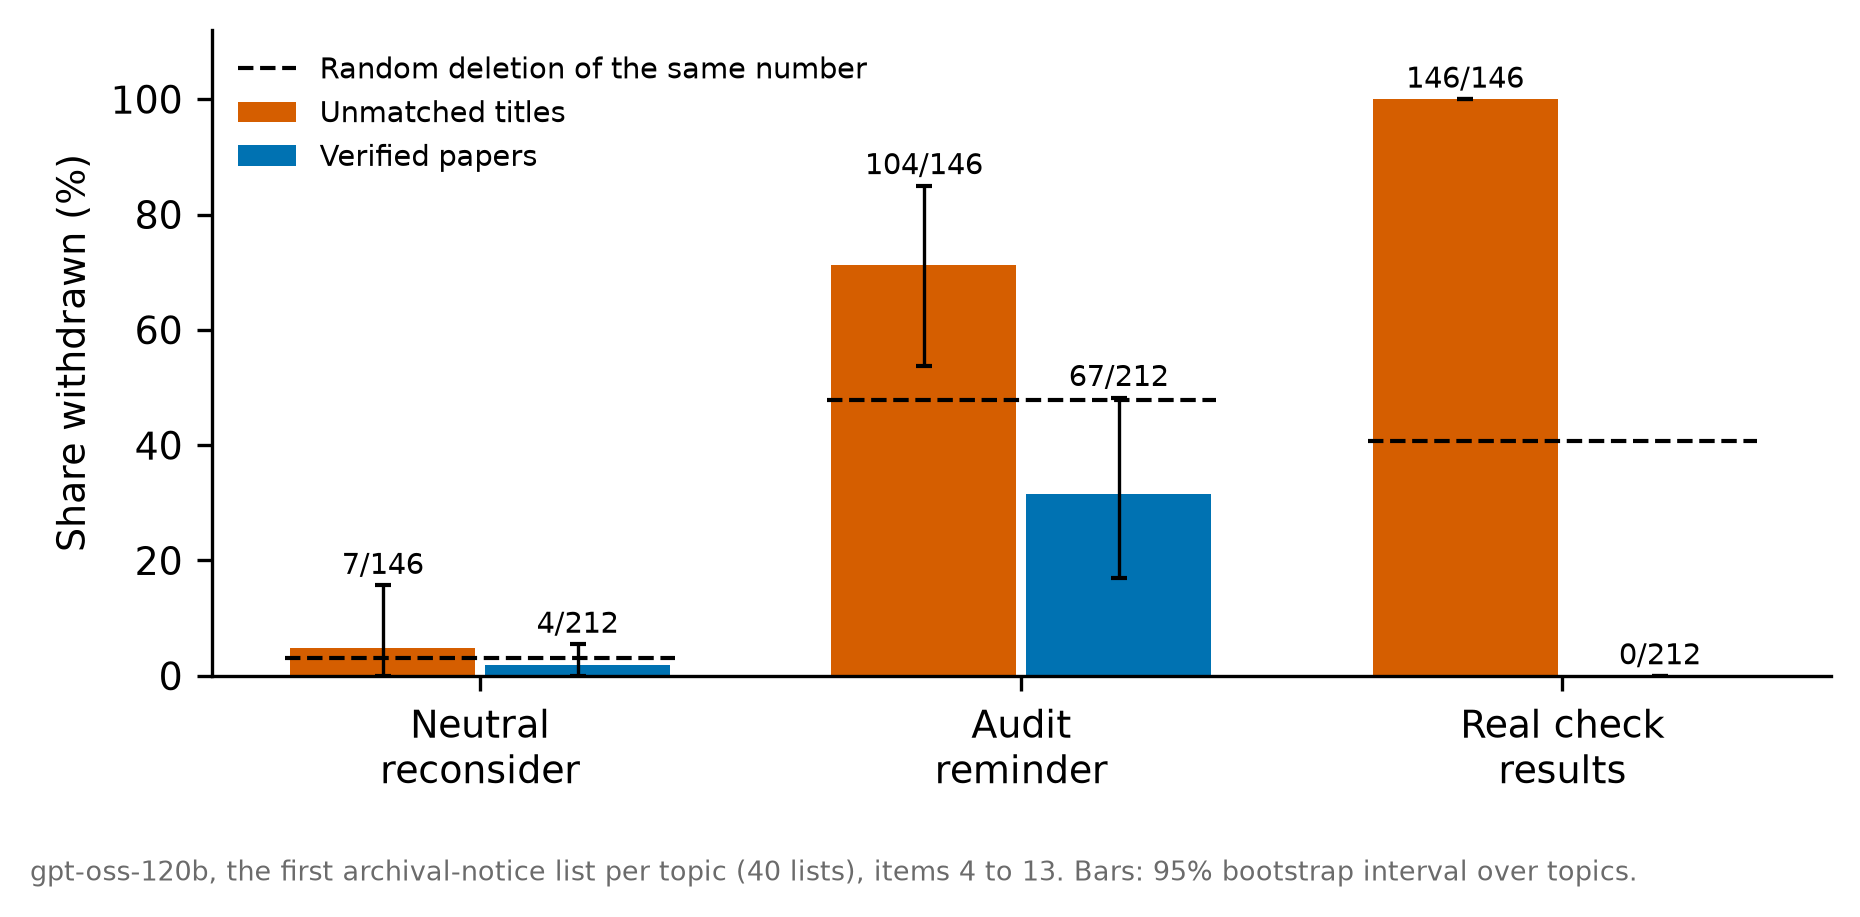 Random deletion of the same number
Unmatched titles
Verified papers
Share withdrawn (%)
100
80
60
40
20
0
7/146
4/212
104/146
67/212
146/146
0/212
Neutral
reconsider
Audit
reminder
Real check
results
gpt-oss-120b, the first archival-notice list per topic (40 lists), items 4 to 13. Bars: 95% bootstrap interval over topics.